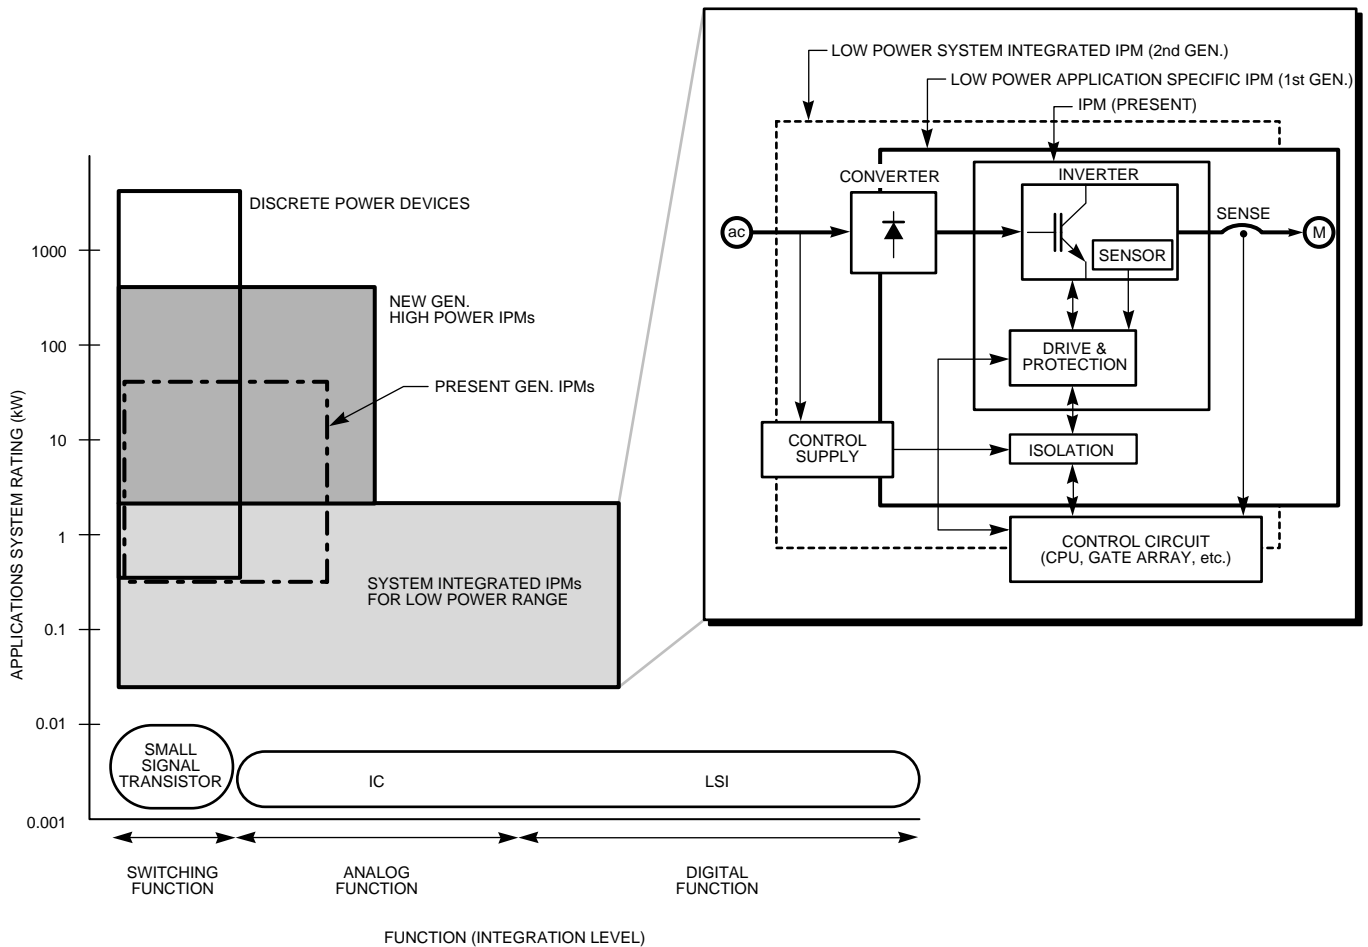 LOW POWER SYSTEM INTEGRATED IPM (2nd GEN.)
LOW POWER APPLICATION SPECIFIC IPM (1st GEN.)
IPM (PRESENT)
CONVERTER
INVERTER
SENSE
ac
M
SENSOR
DRIVE &
PROTECTION
CONTROL
SUPPLY
ISOLATION
CONTROL CIRCUIT
(CPU, GATE ARRAY, etc.)
APPLICATIONS SYSTEM RATING (kW)
1000
100
10
1
0.1
0.01
0.001
DISCRETE POWER DEVICES
NEW GEN.
HIGH POWER IPMs
PRESENT GEN. IPMs
SYSTEM INTEGRATED IPMs
FOR LOW POWER RANGE
SMALL
SIGNAL
TRANSISTOR
IC
LSI
SWITCHING
FUNCTION
ANALOG
FUNCTION
DIGITAL
FUNCTION
FUNCTION (INTEGRATION LEVEL)